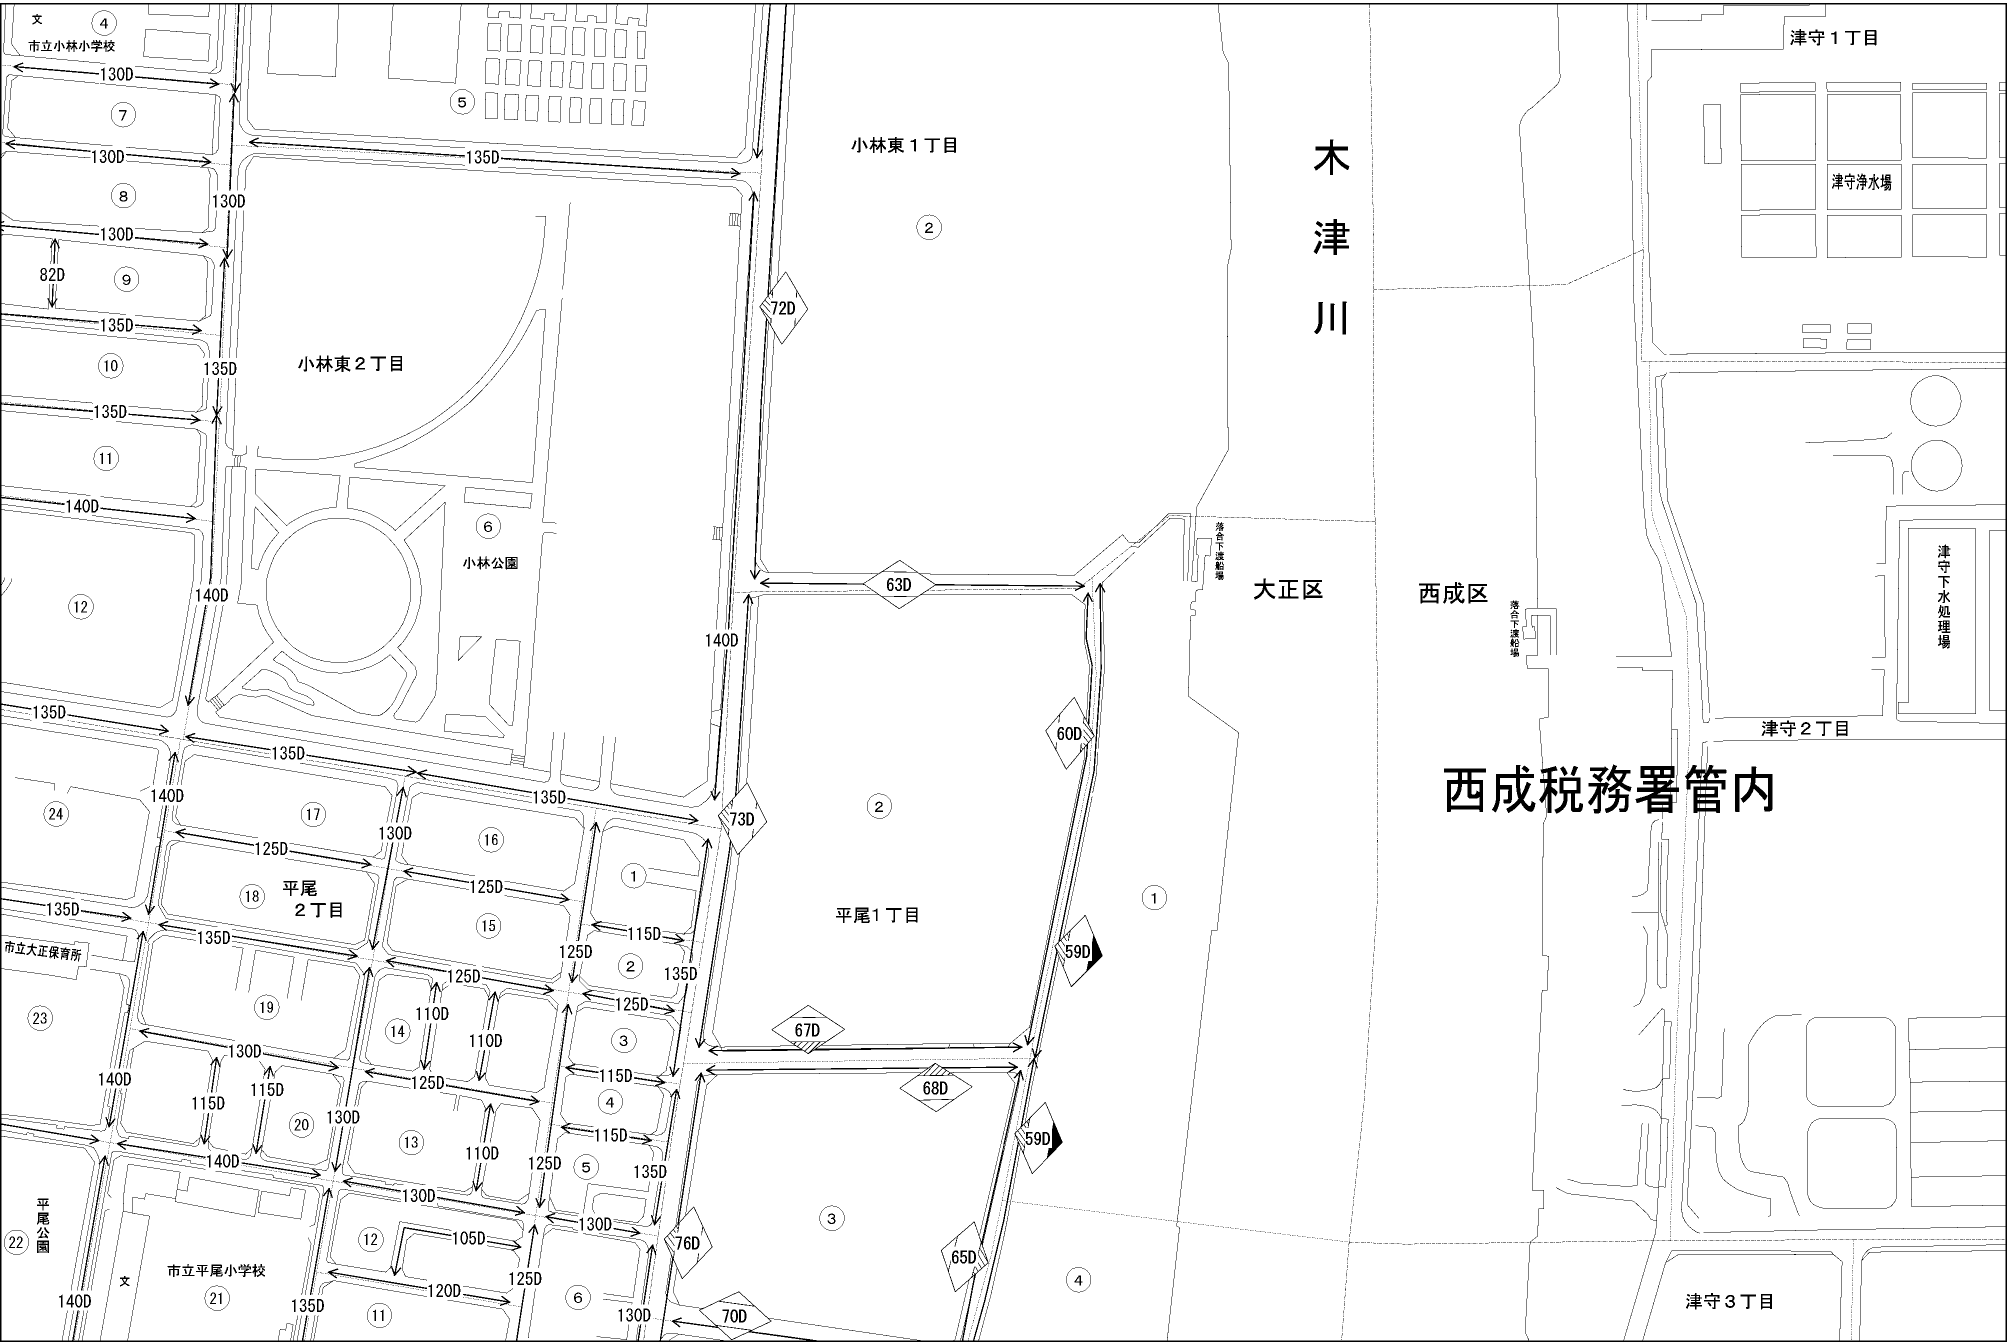 文
④
市立小林小学校
130D
⑦
130D
⑧
130D
130D
82D
⑨
135D
⑩
135D
135D
⑪
140D
⑫
140D
135D
⑤
135D
小林東2丁目
⑥
小林公園
小林東1丁目
②
72D
63D
140D
木津川
落合下渡船場
大正区
西成区
落合下渡船場
津守1丁目
津守浄水場
津守下水処理場
津守2丁目
西成税務署管内
津守3丁目
135D
135D
140D
㉔
⑰
130D
⑯
125D
125D
⑱
平尾
2丁目
⑮
①
115D
②
125D
135D
73D
②
平尾1丁目
60D
59D
①
135D
市立大正保育所
135D
125D
125D
㉓
⑲
⑭
110D
110D
③
67D
130D
125D
115D
68D
140D
115D
115D
⑳
130D
⑬
110D
④
115D
59D
140D
125D
⑤
135D
130D
130D
平尾公園
㉒
⑫
105D
76D
③
65D
④
市立平尾小学校
文
㉑
125D
120D
⑥
140D
135D
⑪
130D
70D